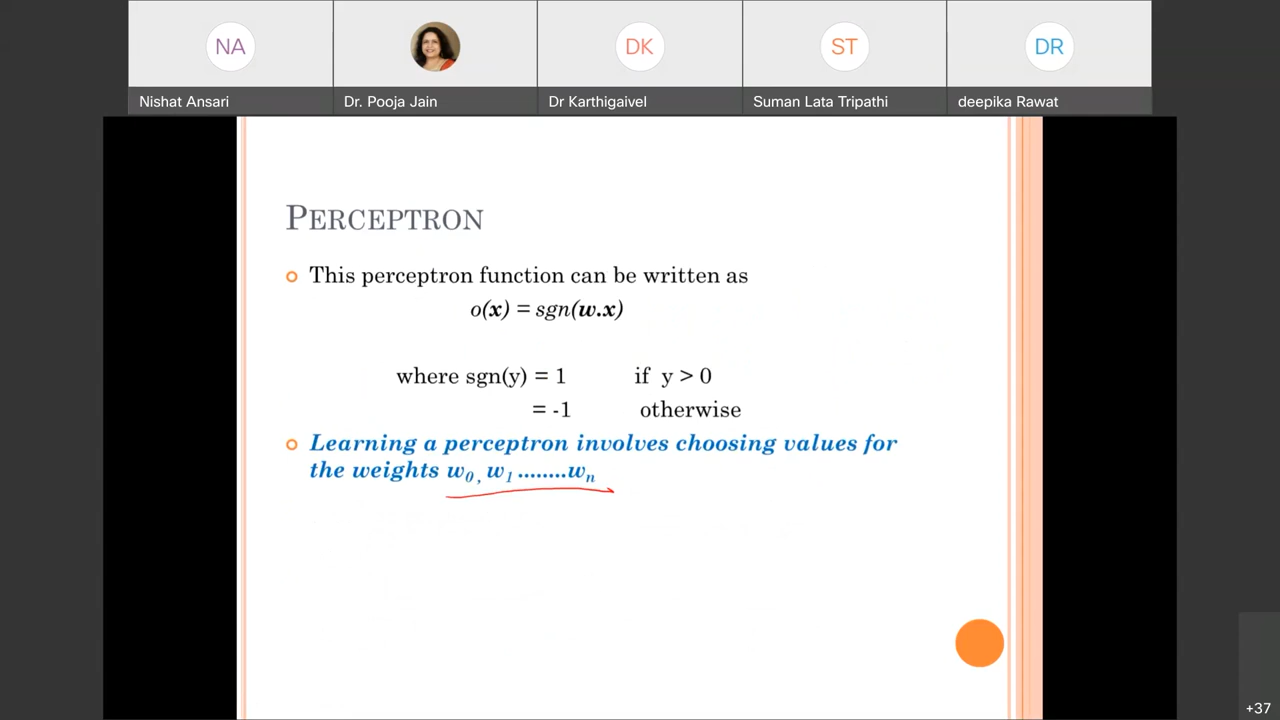 NA
DK
ST
DR
Nishat Ansari
Dr. Pooja Jain
Dr Karthigaivel
Suman Lata Tripathi
deepika Rawat
PERCEPTRON
This perceptron function can be written as
o(x) = sgn(w.x)
where sgn(y) = 1 if y > 0
= -1 otherwise
Learning a perceptron involves choosing values for
the weights w₀, w₁ ........wₙ
+37